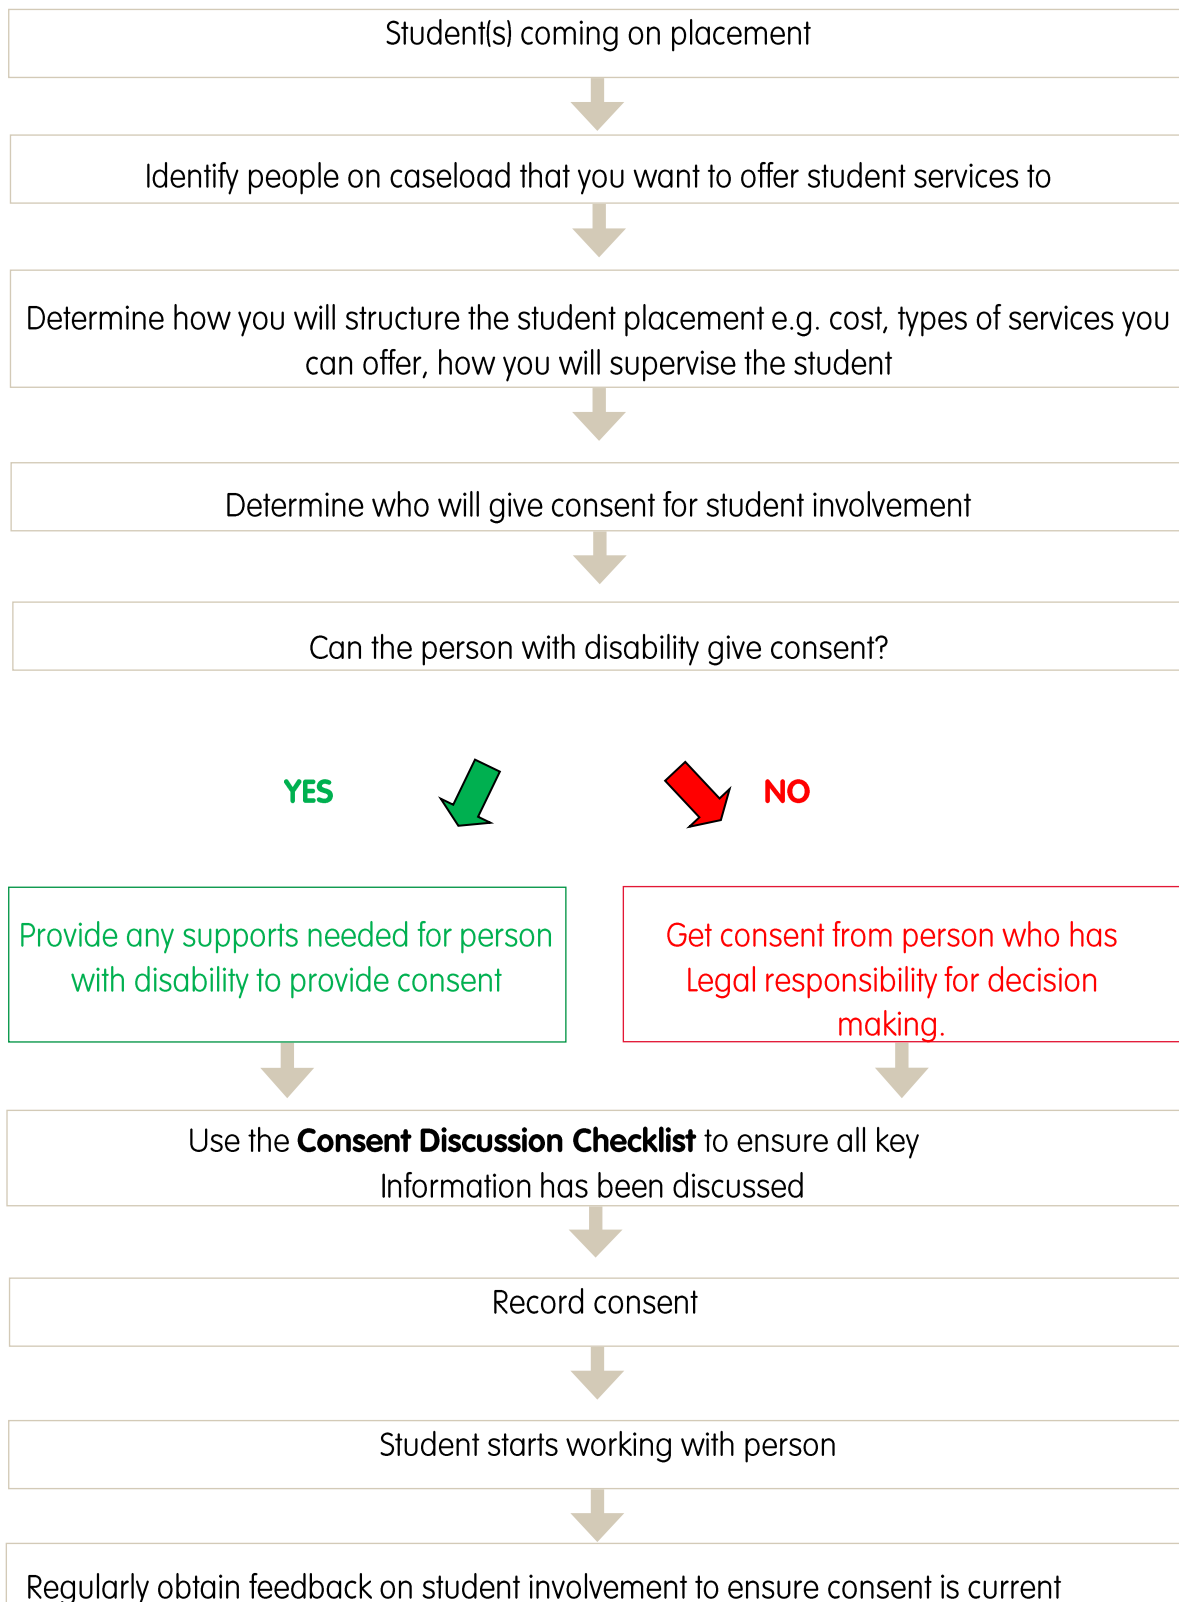 Student(s) coming on placement
Identify people on caseload that you want to offer student services to
Determine how you will structure the student placement e.g. cost, types of services you
can offer, how you will supervise the student
Determine who will give consent for student involvement
Can the person with disability give consent?
YES
NO
Provide any supports needed for person
with disability to provide consent
Get consent from person who has
Legal responsibility for decision
making.
Use the Consent Discussion Checklist to ensure all key
Information has been discussed
Record consent
Student starts working with person
Regularly obtain feedback on student involvement to ensure consent is current